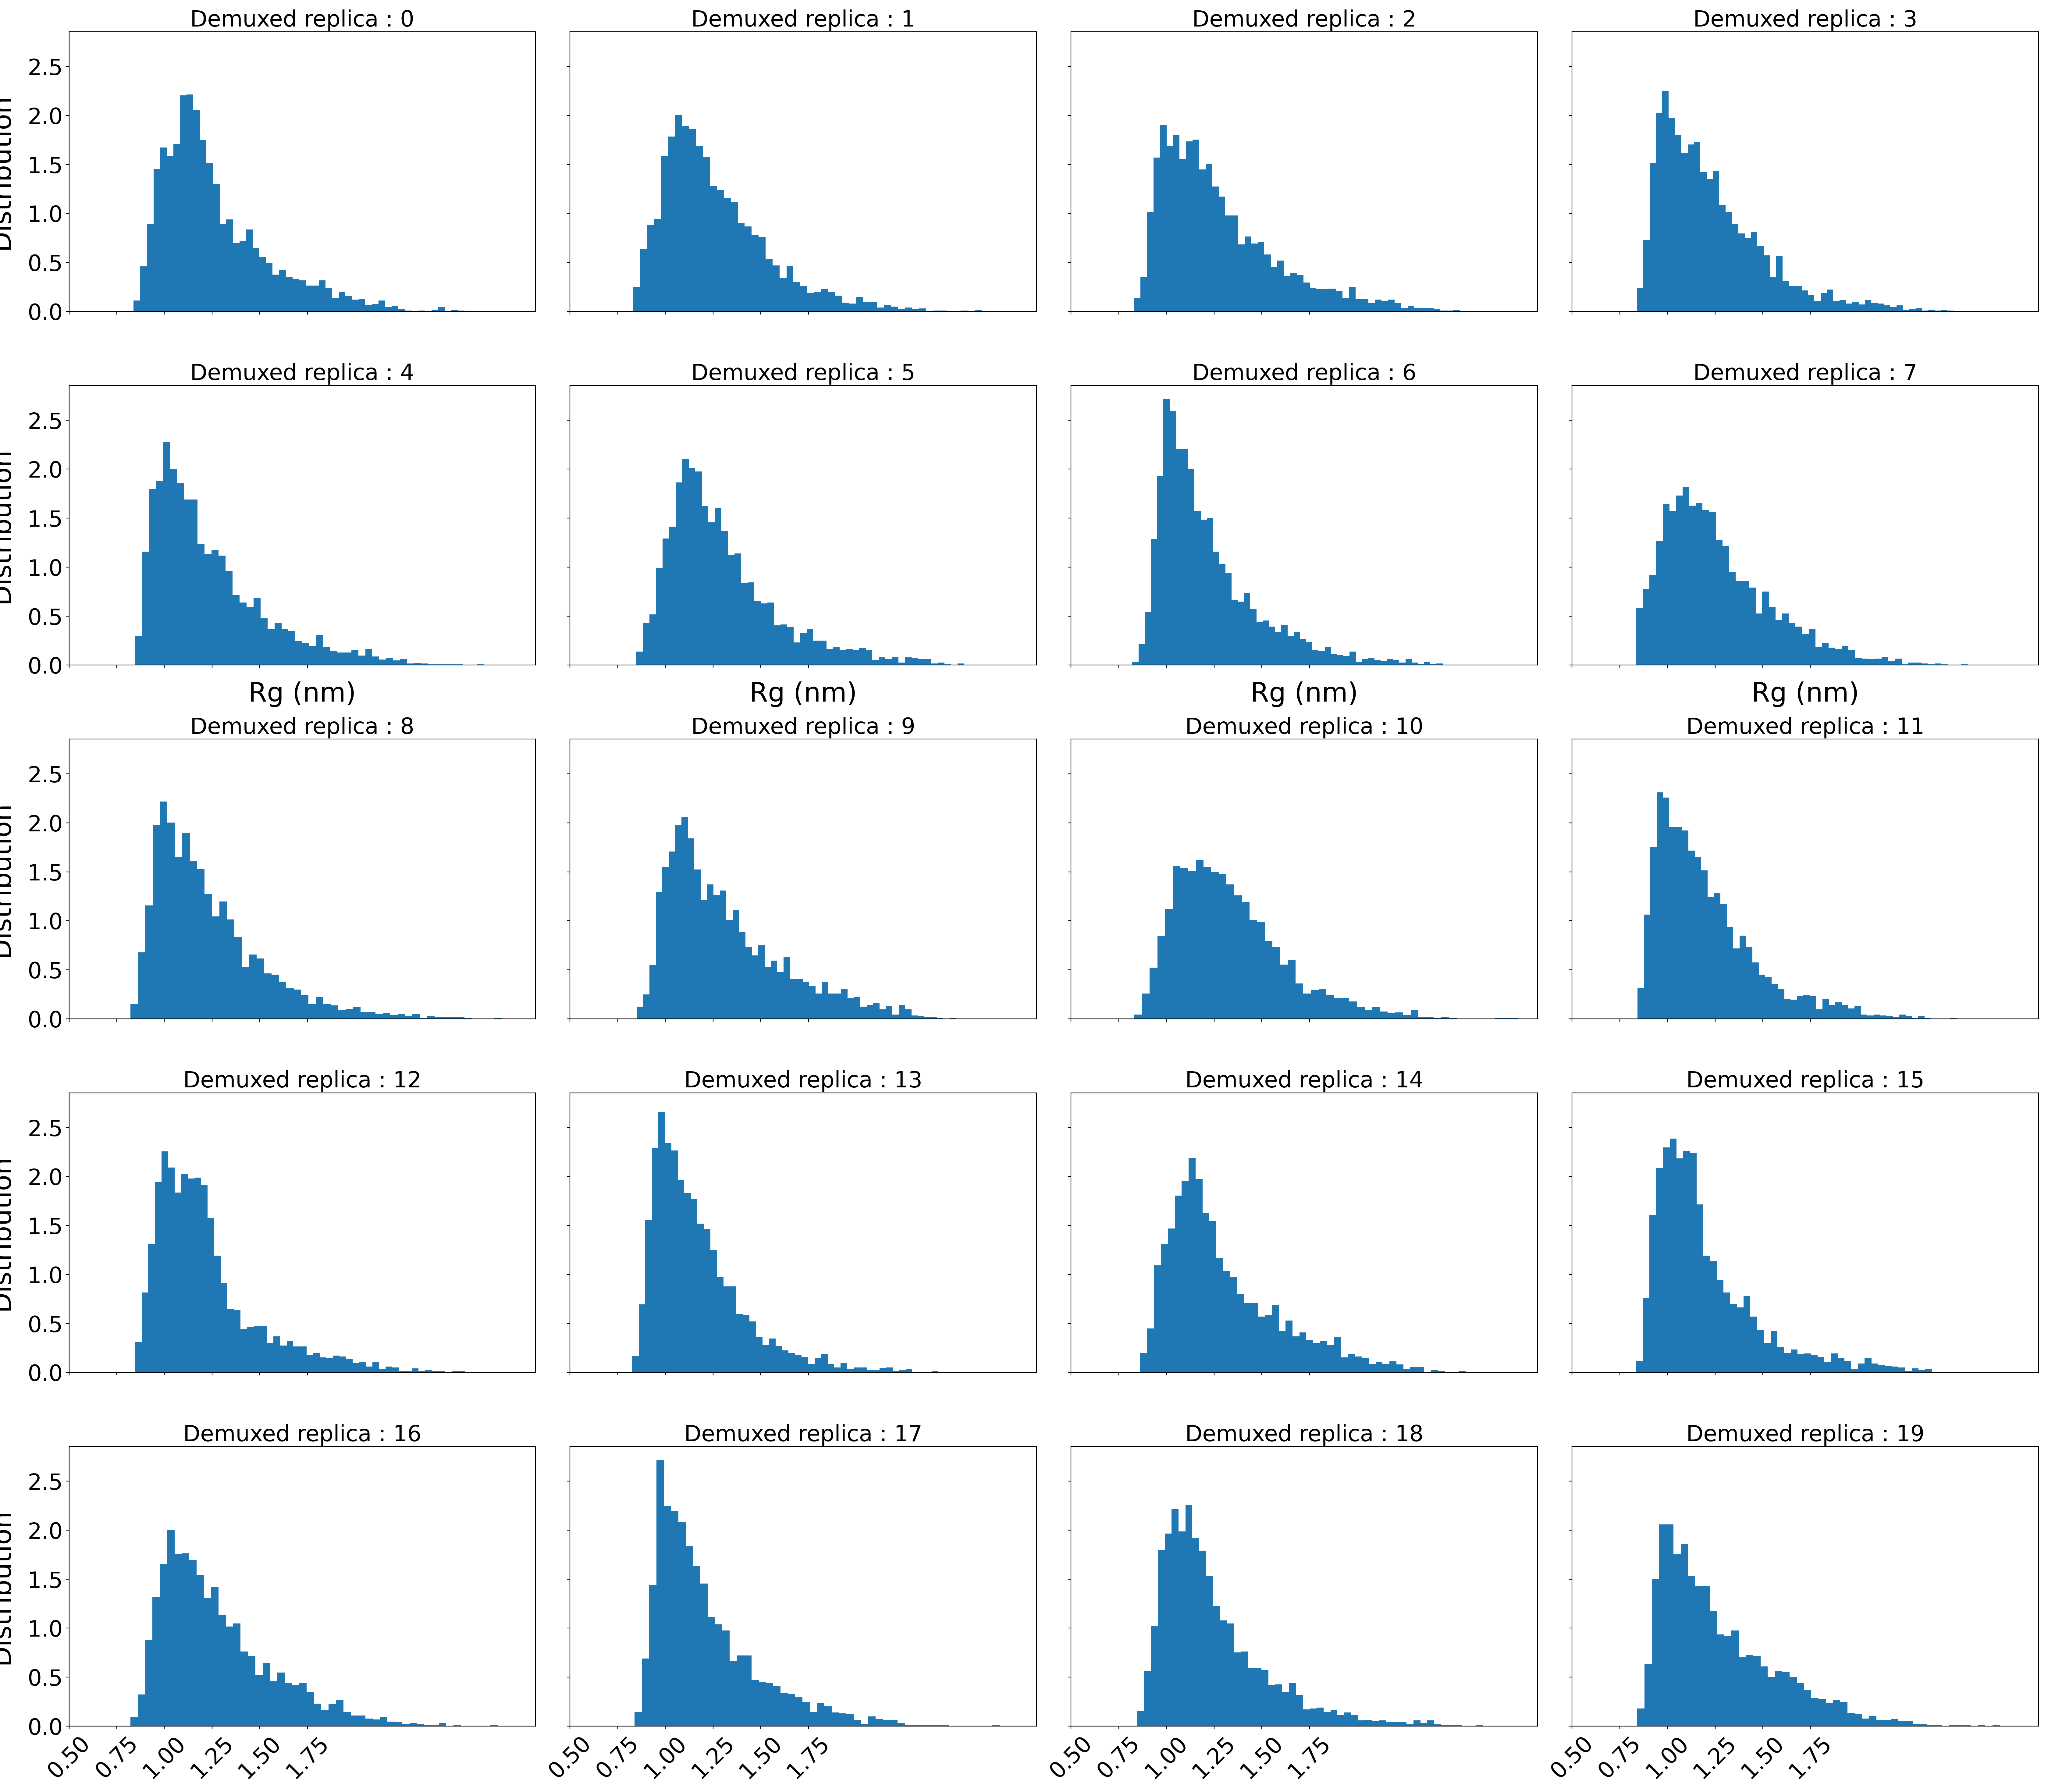 Demuxed replica : 0 Demuxed replica : 1 Demuxed replica : 2 Demuxed replica : 3
2.5
2.0
1.5
1.0
0.5
0.0
Distribution
Demuxed replica : 4 Demuxed replica : 5 Demuxed replica : 6 Demuxed replica : 7
2.5
2.0
1.5
1.0
0.5
0.0
Distribution
Rg (nm) Rg (nm) Rg (nm) Rg (nm)
Demuxed replica : 8 Demuxed replica : 9 Demuxed replica : 10 Demuxed replica : 11
2.5
2.0
1.5
1.0
0.5
0.0
Distribution
Demuxed replica : 12 Demuxed replica : 13 Demuxed replica : 14 Demuxed replica : 15
2.5
2.0
1.5
1.0
0.5
0.0
Distribution
Demuxed replica : 16 Demuxed replica : 17 Demuxed replica : 18 Demuxed replica : 19
2.5
2.0
1.5
1.0
0.5
0.0
Distribution
0.50 0.75 1.00 1.25 1.50 1.75 0.50 0.75 1.00 1.25 1.50 1.75 0.50 0.75 1.00 1.25 1.50 1.75 0.50 0.75 1.00 1.25 1.50 1.75